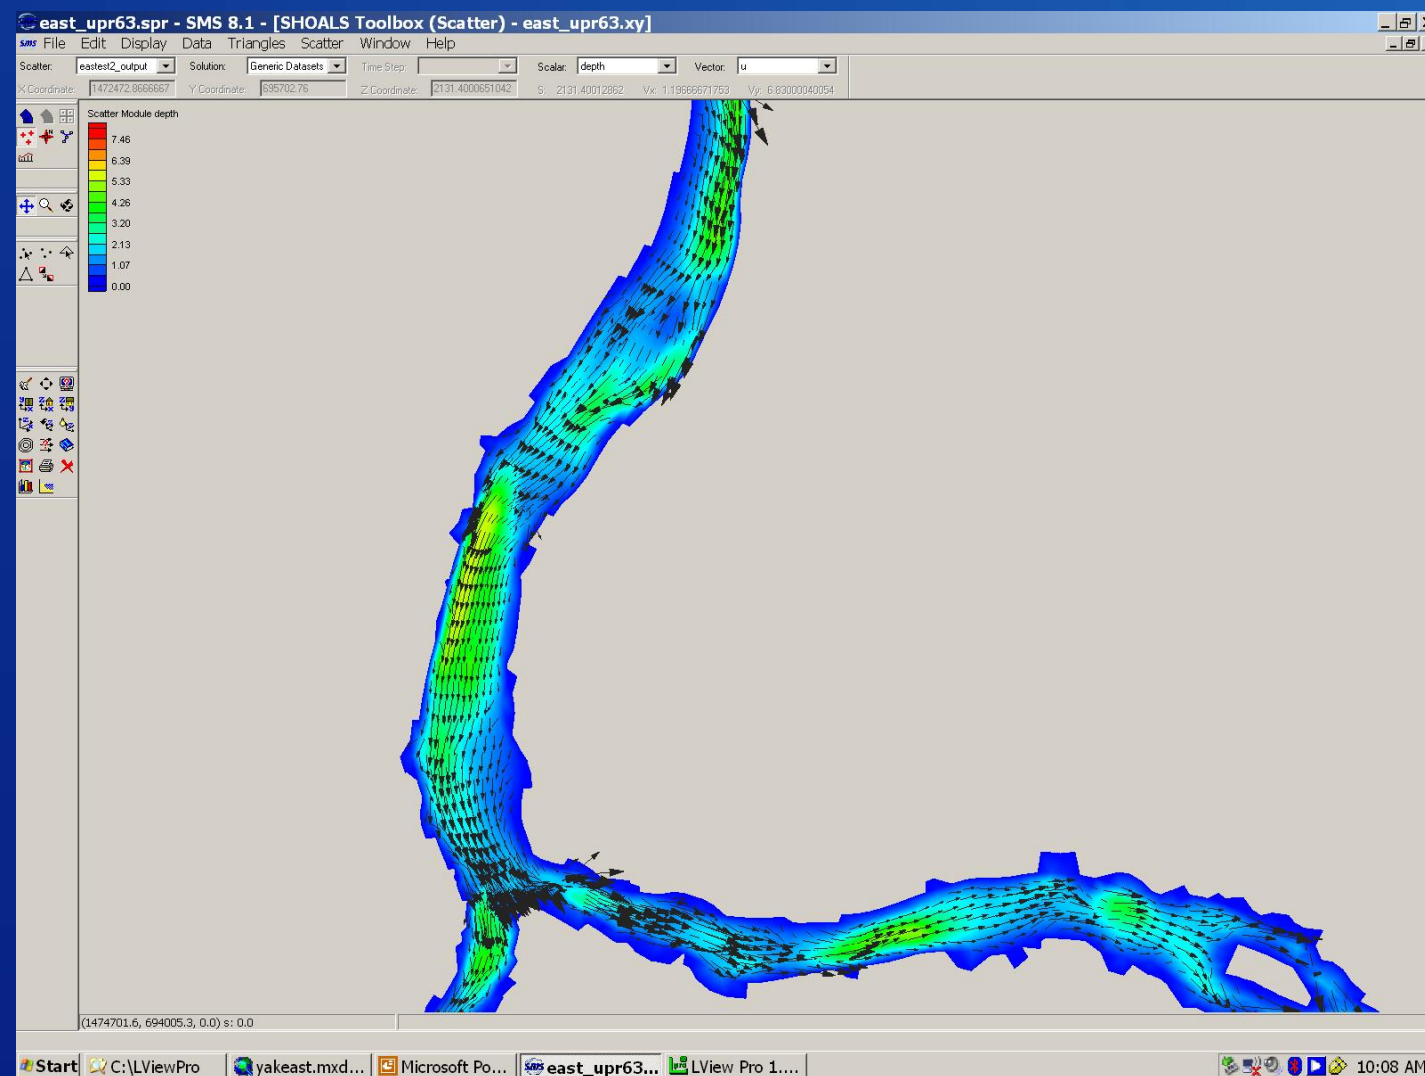 east_upr63.spr - SMS 8.1 - [SHOALS Toolbox (Scatter) - east_upr63.xy]
sms File Edit Display Data Triangles Scatter Window Help
Scatter: eastest2_output Solution: Generic Datasets Time Step: Scalar: depth Vector: u
X Coordinate: 1472472.8666667 Y Coordinate: 695702.76 Z Coordinate: 2131.4000651042 S: 2131.40012862 Vx: 1.19666671753 Vy: 6.83000040054
Scatter Module depth
7.46
6.39
5.33
4.26
3.20
2.13
1.07
0.00
(1474701.6, 694005.3, 0.0) s: 0.0
Start C:\LViewPro yakeast.mxd... Microsoft Po... sms east_upr63... LView Pro 1.... 10:08 AM